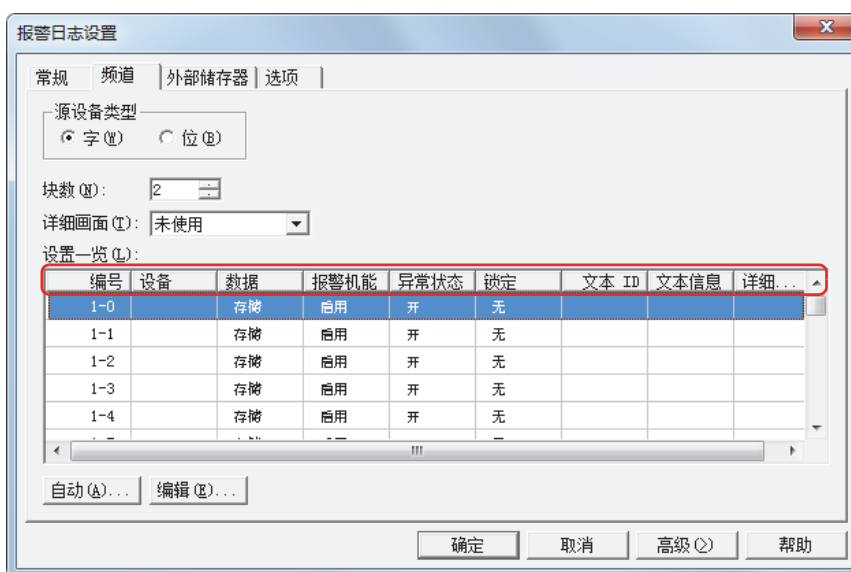 报警日志设置
常规 频道 外部储存器 选项
源设备类型
字(W) 位(B)
块数(N): 2
详细画面(T): 未使用
设置一览(L):
编号 设备 数据 报警机能 异常状态 锁定 文本 ID 文本信息 详细...
1-0 存储 启用 开 无
1-1 存储 启用 开 无
1-2 存储 启用 开 无
1-3 存储 启用 开 无
1-4 存储 启用 开 无
自动(A)... 编辑(E)...
确定 取消 高级(>) 帮助